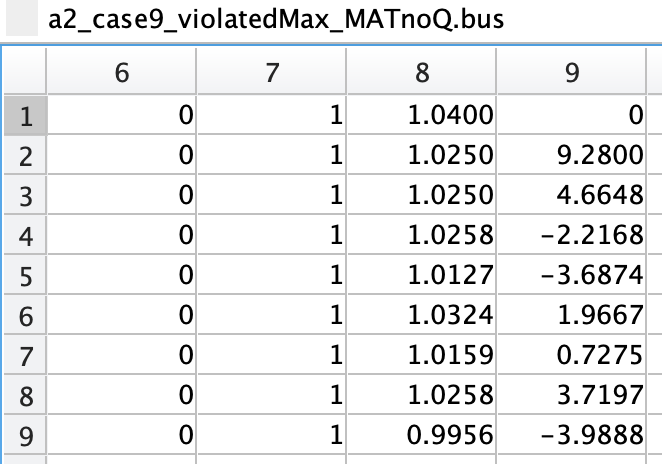 a2_case9_violatedMax_MATnoQ.bus
6 7 8 9
1 0 1 1.0400 0
2 0 1 1.0250 9.2800
3 0 1 1.0250 4.6648
4 0 1 1.0258 -2.2168
5 0 1 1.0127 -3.6874
6 0 1 1.0324 1.9667
7 0 1 1.0159 0.7275
8 0 1 1.0258 3.7197
9 0 1 0.9956 -3.9888